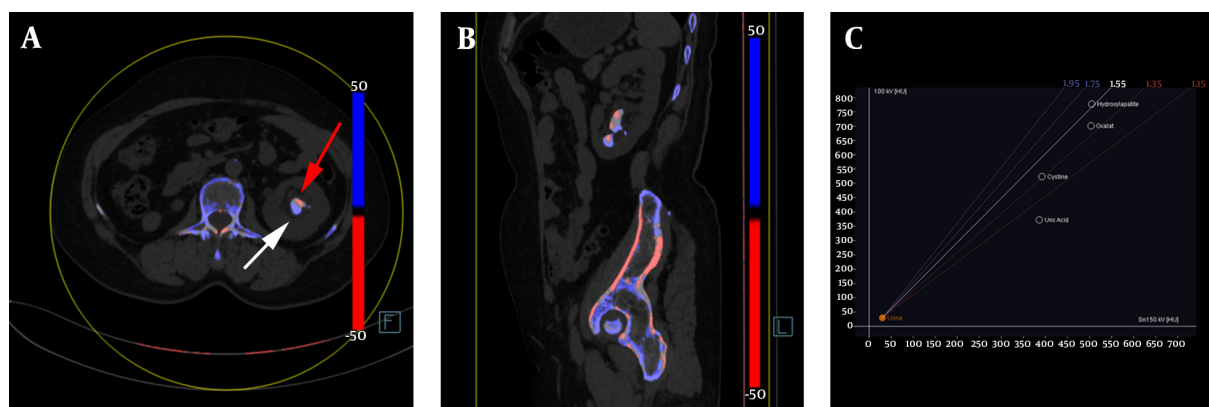 A
50
-50
F
B
50
-50
L
C
1.95 1.75 1.55 1.35 1.15
100 kV [HU]
800
750
700
650
600
550
500
450
400
350
300
250
200
150
100
50
0
Hydroxylapatite
Oxalat
Cystine
Uric Acid
Urine
Sn150 kV [HU]
0 50 100 150 200 250 300 350 400 450 500 550 600 650 700